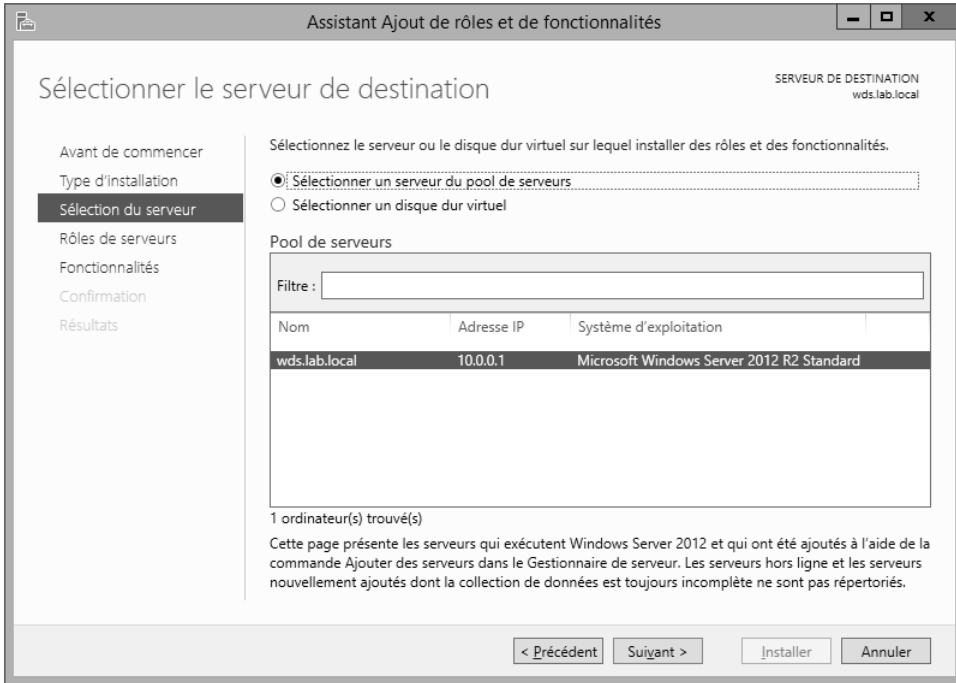 Assistant Ajout de rôles et de fonctionnalités
Sélectionner le serveur de destination
SERVEUR DE DESTINATION
wds.lab.local
Avant de commencer
Type d'installation
Sélection du serveur
Rôles de serveurs
Fonctionnalités
Confirmation
Résultats
Sélectionnez le serveur ou le disque dur virtuel sur lequel installer des rôles et des fonctionnalités.
Sélectionner un serveur du pool de serveurs
Sélectionner un disque dur virtuel
Pool de serveurs
Filtre :
Nom Adresse IP Système d'exploitation
wds.lab.local 10.0.0.1 Microsoft Windows Server 2012 R2 Standard
1 ordinateur(s) trouvé(s)
Cette page présente les serveurs qui exécutent Windows Server 2012 et qui ont été ajoutés à l'aide de la
commande Ajouter des serveurs dans le Gestionnaire de serveur. Les serveurs hors ligne et les serveurs
nouvellement ajoutés dont la collection de données est toujours incomplète ne sont pas répertoriés.
< Précédent Suivant > Installer Annuler